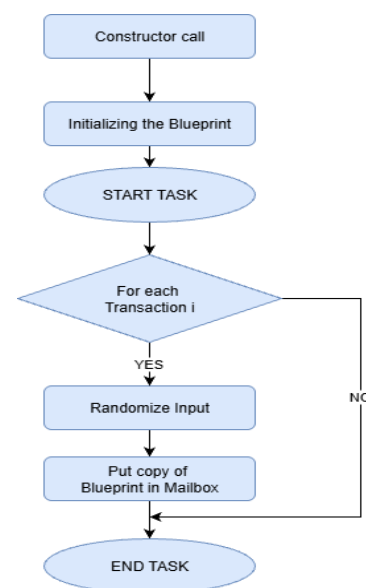 Constructor call
Initializing the Blueprint
START TASK
For each
Transaction i
YES
NO
Randomize Input
Put copy of
Blueprint in Mailbox
END TASK